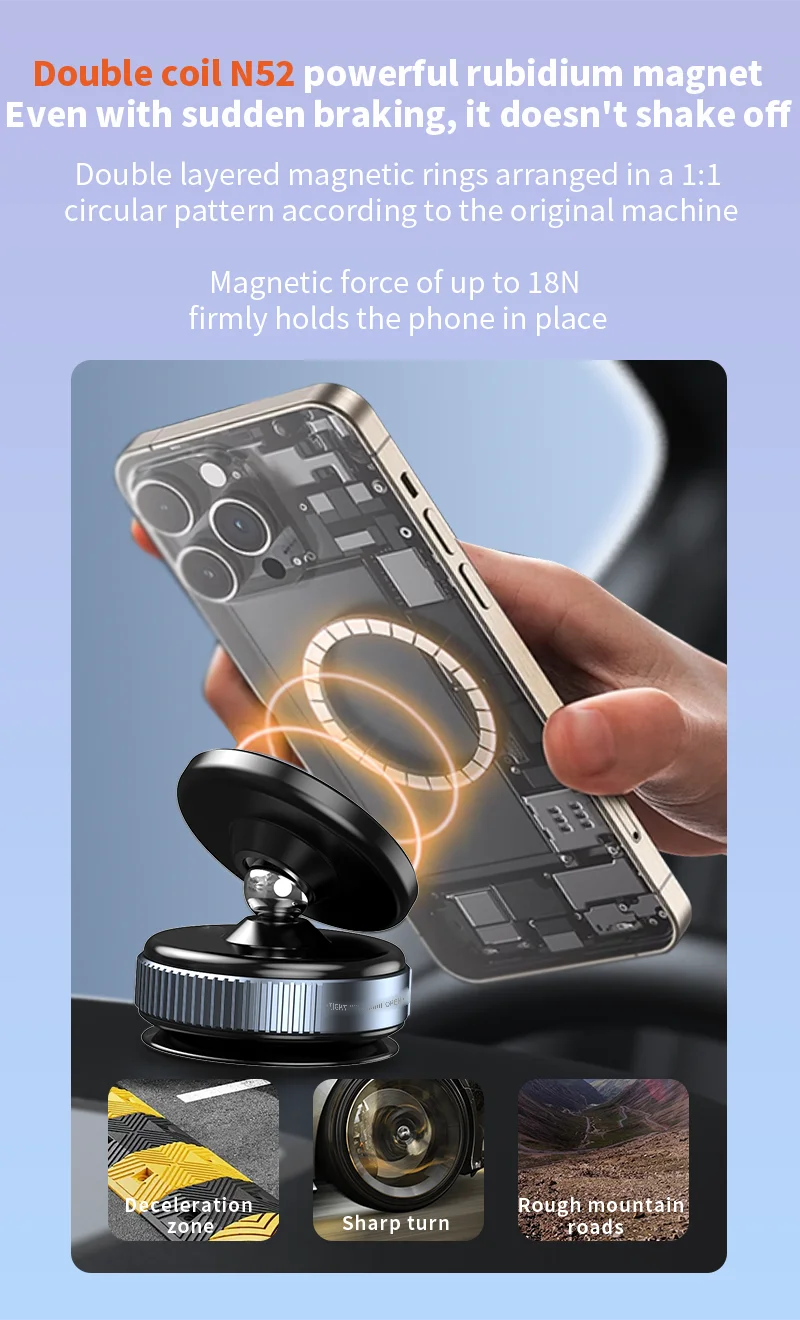 Double coil N52 powerful rubidium magnet
Even with sudden braking, it doesn't shake off
Double layered magnetic rings arranged in a 1:1
circular pattern according to the original machine
Magnetic force of up to 18N
firmly holds the phone in place
Deceleration
zone
Sharp turn
Rough mountain
roads